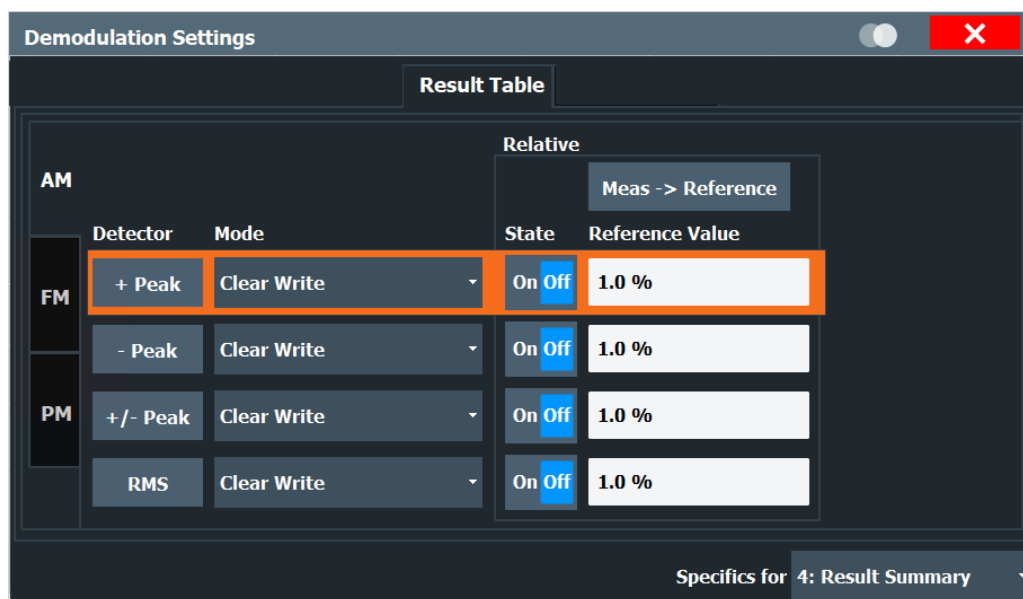 Demodulation Settings
Result Table
Relative
AM
Meas -> Reference
Detector Mode State Reference Value
+ Peak Clear Write On Off 1.0 %
FM
- Peak Clear Write On Off 1.0 %
PM
+/- Peak Clear Write On Off 1.0 %
RMS Clear Write On Off 1.0 %
Specifics for 4: Result Summary